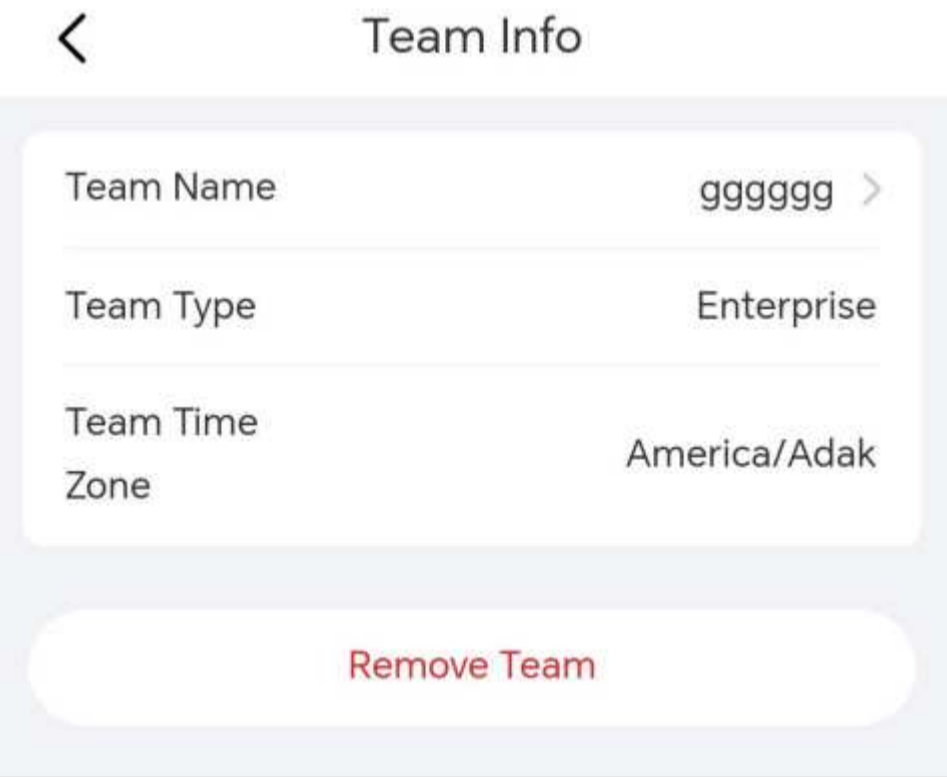 Team Info
Team Name
gggggg
Team Type
Enterprise
Team Time
Zone
America/Adak
Remove Team